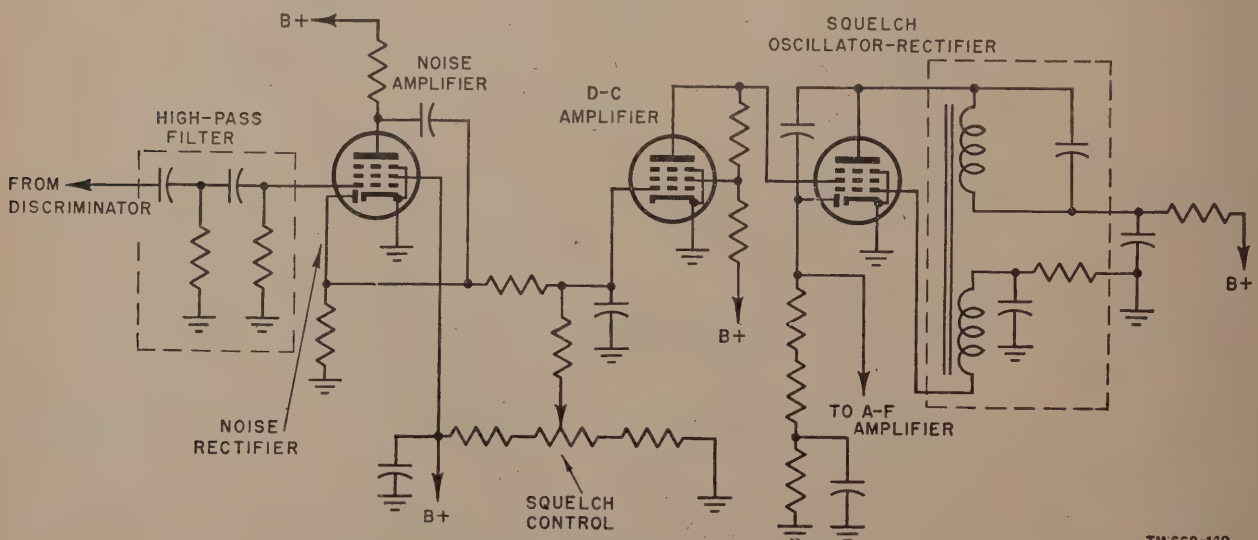 SQUELCH
OSCILLATOR-RECTIFIER
B+
NOISE
AMPLIFIER
D-C
AMPLIFIER
HIGH-PASS
FILTER
FROM
DISCRIMINATOR
B+
B+
TO A-F
AMPLIFIER
NOISE
RECTIFIER
B+
SQUELCH
CONTROL